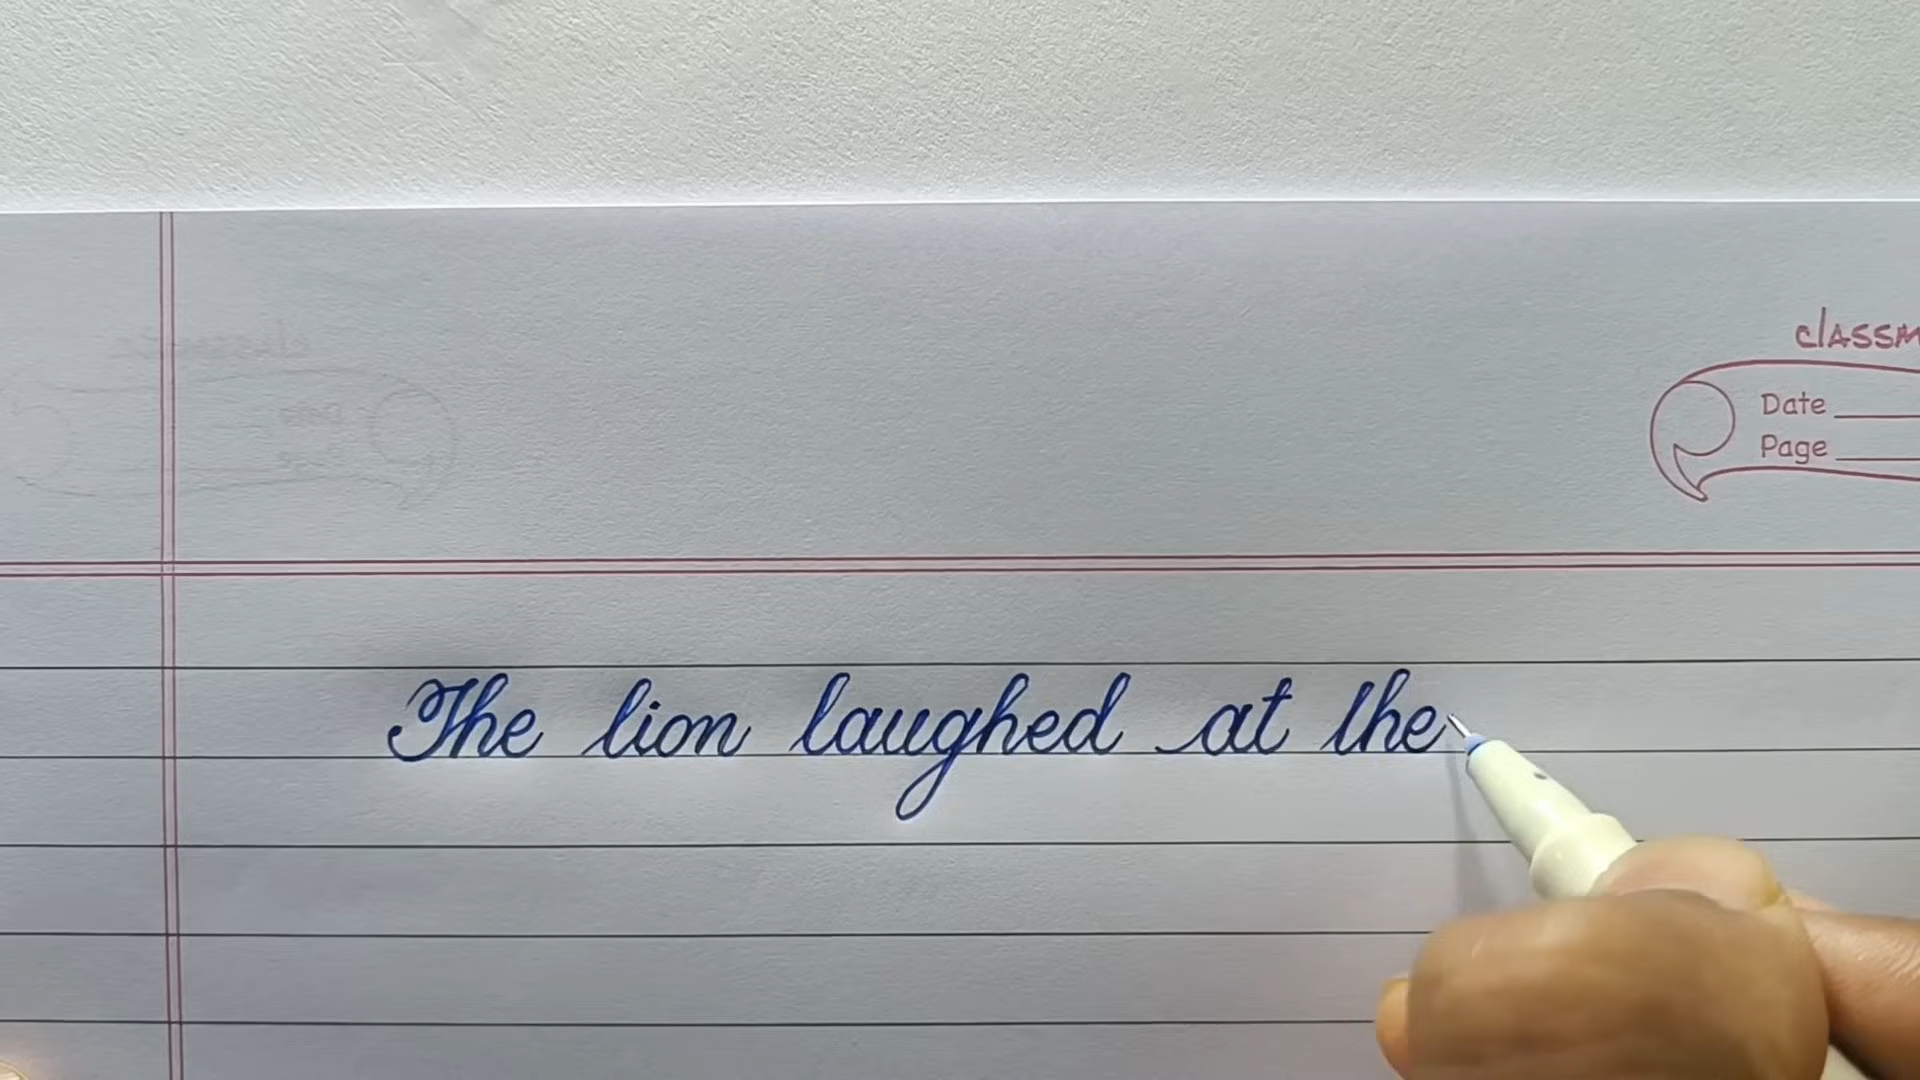 classm
Date
Page
The lion laughed at the